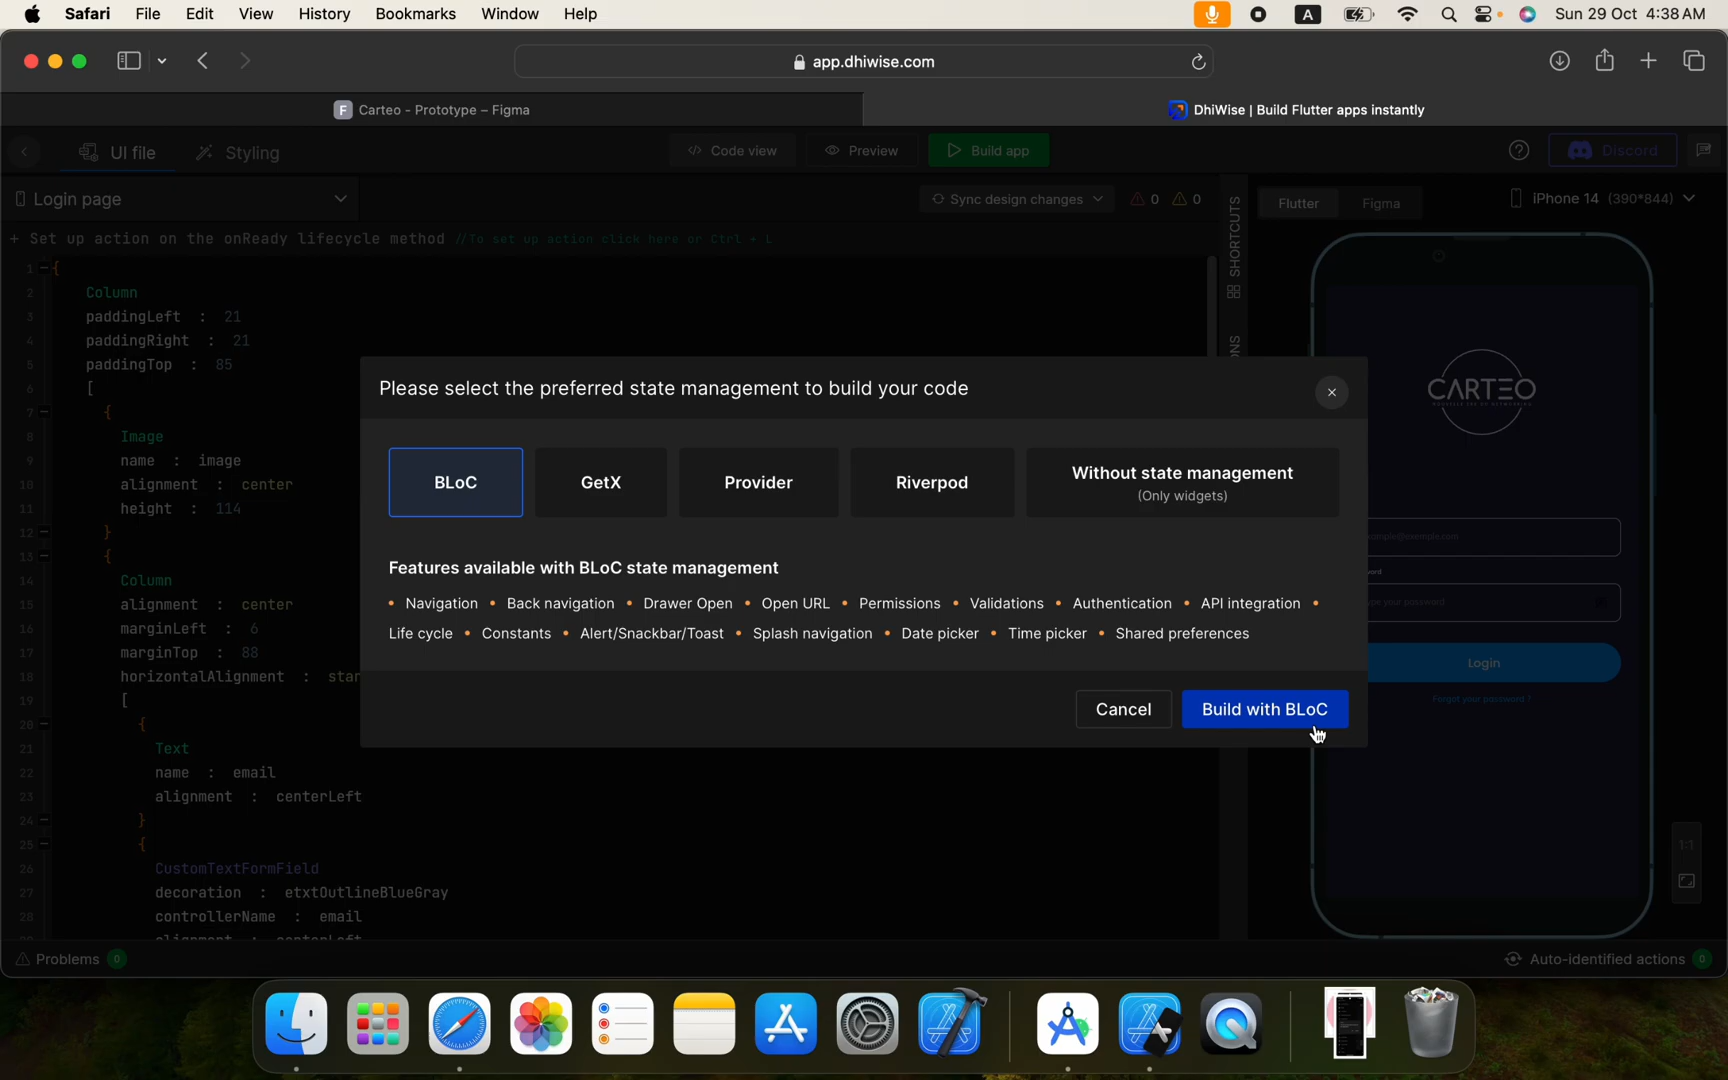 Safari File Edit View History Bookmarks Window Help A Sun 29 Oct 4:38 AM
app.dhiwise.com
F Carteo - Prototype – Figma
DhiWise | Build Flutter apps instantly
UI file Styling Code view Preview Build app Discord
Login page Sync design changes 0 0 Flutter Figma iPhone 14 (390*844)
+ Set up action on the onReady lifecycle method //To set up action click here or Ctrl + L
SHORTCUTS
1 {
2 Column
3 paddingLeft : 21
4 paddingRight : 21
5 paddingTop : 85
6 [
7 {
8 Image
9 name : image
10 alignment : center
11 height : 114
12 }
13 {
14 Column
15 alignment : center
16 marginLeft : 6
17 marginTop : 88
18 horizontalAlignment : star
19 [
20 {
21 Text
22 name : email
23 alignment : centerLeft
24 }
25 {
26 CustomTextFormField
27 decoration : etxtOutlineBlueGray
28 controllerName : email
Please select the preferred state management to build your code
BLoC
GetX
Provider
Riverpod
Without state management
(Only widgets)
Features available with BLoC state management
• Navigation • Back navigation • Drawer Open • Open URL • Permissions • Validations • Authentication • API integration •
Life cycle • Constants • Alert/Snackbar/Toast • Splash navigation • Date picker • Time picker • Shared preferences
Cancel
Build with BLoC
CARTEO
Login
Forgot your password ?
1:1
Problems 0
Auto-identified actions 0